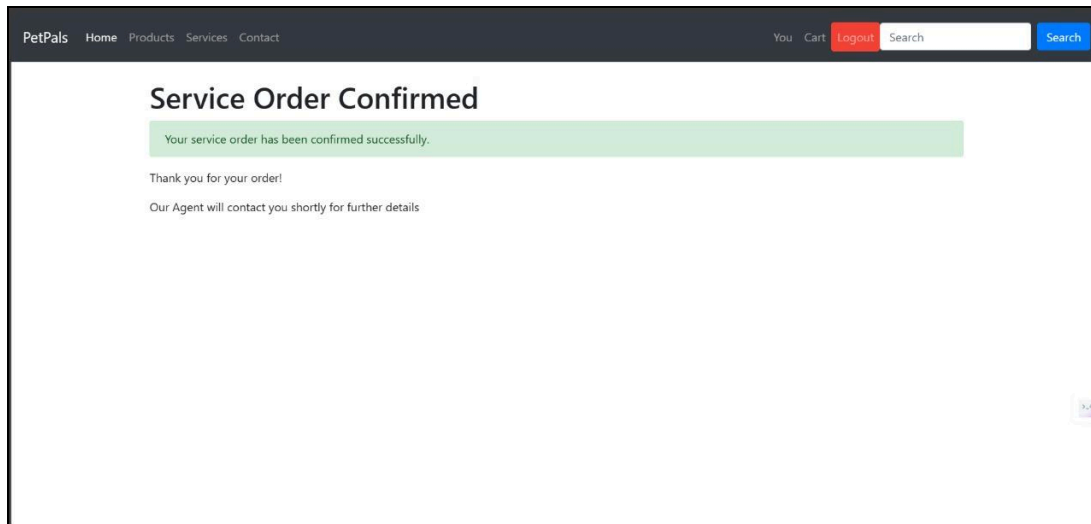 PetPals Home Products Services Contact You Cart Logout Search Search
Service Order Confirmed
Your service order has been confirmed successfully.
Thank you for your order!
Our Agent will contact you shortly for further details